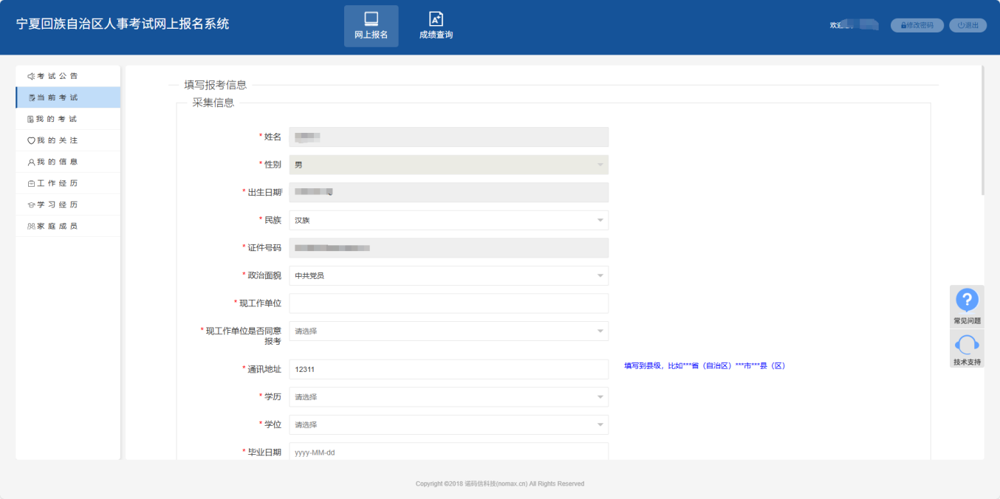 宁夏回族自治区人事考试网上报名系统
网上报名
成绩查询
欢迎
修改密码
退出
考试公告
当前考试
我的考试
我的关注
我的信息
工作经历
学习经历
家庭成员
填写报考信息
采集信息
* 姓名
* 性别 男
* 出生日期
* 民族 汉族
* 证件号码
* 政治面貌 中共党员
* 现工作单位
* 现工作单位是否同意 请选择
报考
* 通讯地址 12311 填写到县级，比如***省（自治区）***市***县（区）
* 学历 请选择
* 学位 请选择
* 毕业日期 yyyy-MM-dd
常见问题
技术支持
Copyright ©2018 诺码信科技(nomax.cn) All Rights Reserved